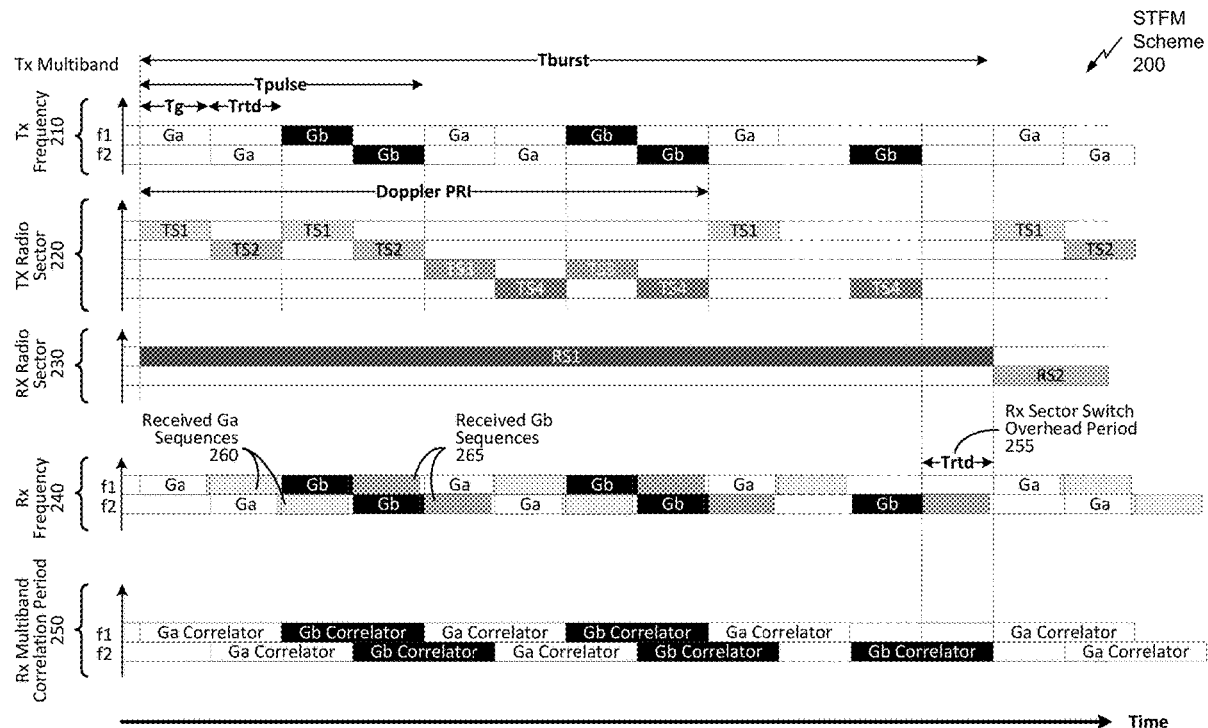 STFM
Scheme
200
Tx Multiband
Tburst
Tpulse
Tg
Trtd
Tx
Frequency
210
f1
Ga
Gb
Ga
Gb
Ga
Ga
f2
Ga
Gb
Ga
Gb
Gb
Ga
Doppler PRI
TX Radio
Sector
220
TS1
TS1
TS1
TS1
TS2
TS2
TS2
RX Radio
Sector
230
RS1
RS2
Received Ga
Sequences
260
Received Gb
Sequences
265
Rx Sector Switch
Overhead Period
255
Trtd
Rx
Frequency
240
f1
Ga
Gb
Ga
Gb
Ga
Ga
f2
Ga
Gb
Ga
Gb
Gb
Ga
Rx Multiband
Correlation Period
250
f1
Ga Correlator
Gb Correlator
Ga Correlator
Gb Correlator
Ga Correlator
Ga Correlator
f2
Ga Correlator
Gb Correlator
Ga Correlator
Gb Correlator
Gb Correlator
Ga Correlator
Time